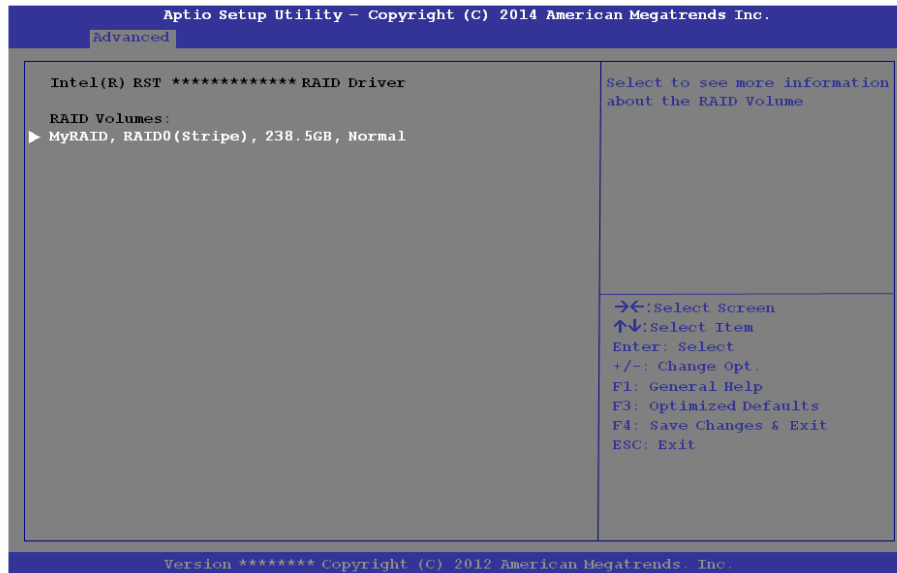 Aptio Setup Utility – Copyright (C) 2014 American Megatrends Inc.
Advanced
Intel(R) RST ************* RAID Driver
RAID Volumes:
▶ MyRAID, RAID0(Stripe), 238.5GB, Normal
Select to see more information
about the RAID Volume
→←:Select Screen
↑↓:Select Item
Enter: Select
+/-: Change Opt.
F1: General Help
F3: Optimized Defaults
F4: Save Changes & Exit
ESC: Exit
Version ******** Copyright (C) 2012 American Megatrends. Inc.